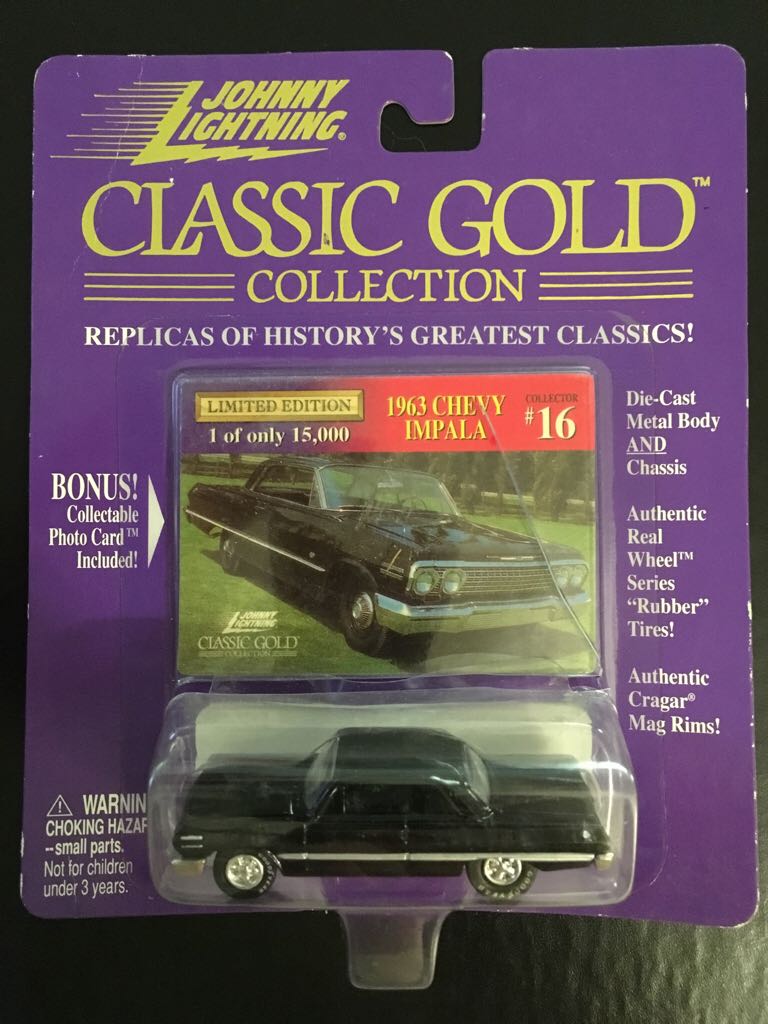 JOHNNY
LIGHTNING®
CLASSIC GOLD™
COLLECTION
REPLICAS OF HISTORY'S GREATEST CLASSICS!
LIMITED EDITION
1 of only 15,000
1963 CHEVY
IMPALA
COLLECTOR
#16
BONUS!
Collectable
Photo Card™
Included!
JOHNNY
LIGHTNING
CLASSIC GOLD
COLLECTION
Die-Cast
Metal Body
AND
Chassis
Authentic
Real
Wheel™
Series
"Rubber"
Tires!
Authentic
Cragar®
Mag Rims!
⚠ WARNIN
CHOKING HAZAR
--small parts.
Not for children
under 3 years.